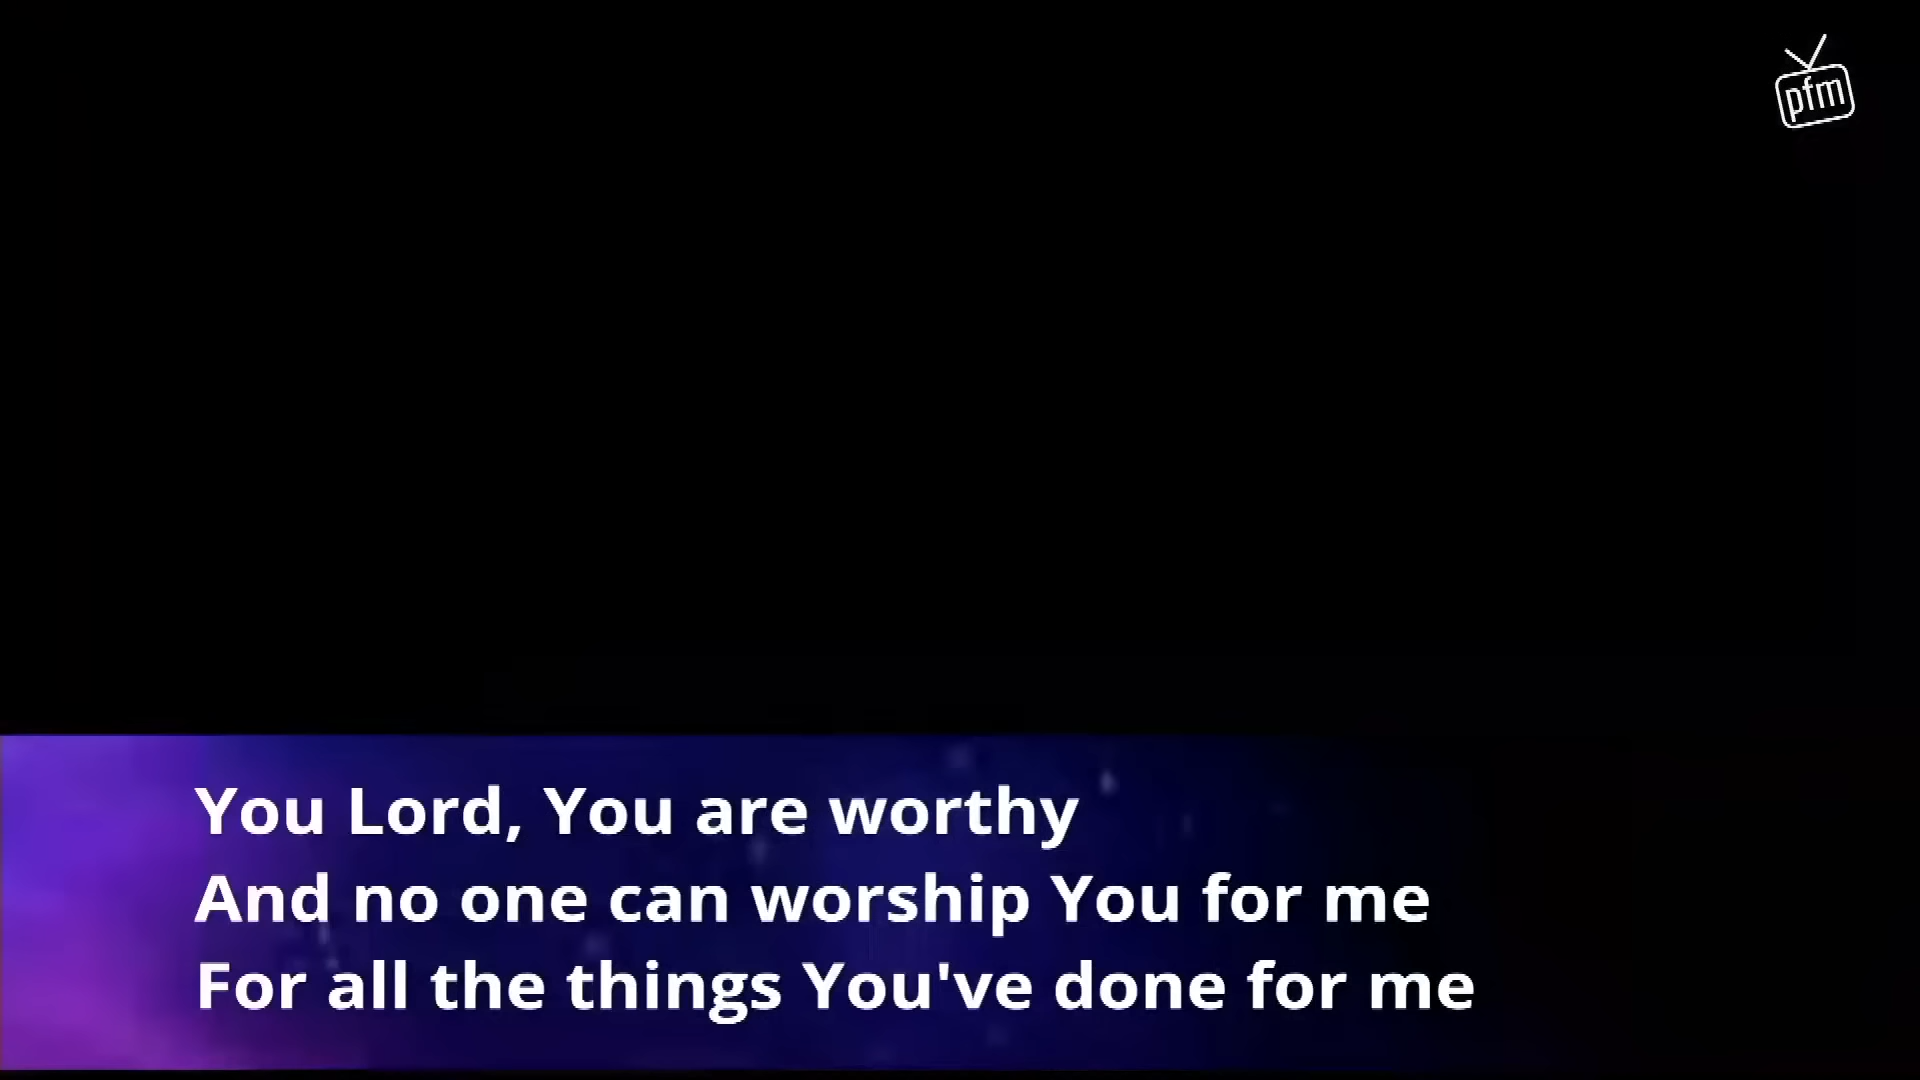 pfm
You Lord, You are worthy
And no one can worship You for me
For all the things You've done for me